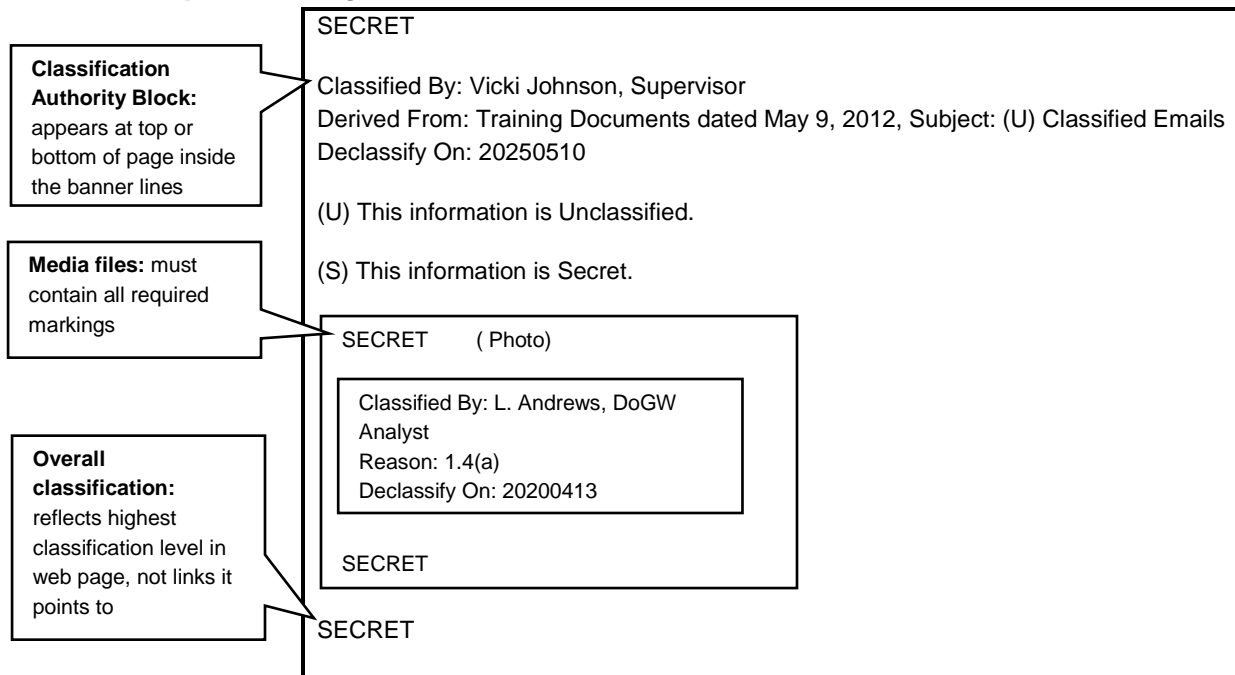 SECRET
Classification
Authority Block:
appears at top or
bottom of page inside
the banner lines
Classified By: Vicki Johnson, Supervisor
Derived From: Training Documents dated May 9, 2012, Subject: (U) Classified Emails
Declassify On: 20250510
(U) This information is Unclassified.
Media files: must
contain all required
markings
(S) This information is Secret.
SECRET ( Photo)
Classified By: L. Andrews, DoGW
Analyst
Reason: 1.4(a)
Declassify On: 20200413
SECRET
Overall
classification:
reflects highest
classification level in
web page, not links it
points to
SECRET